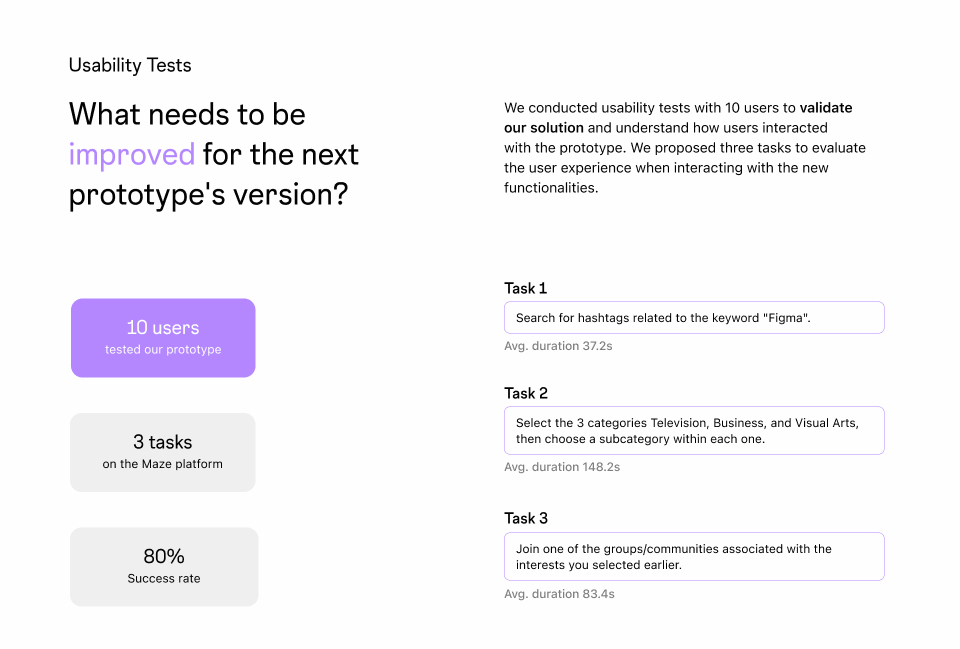 Usability Tests
What needs to be
improved for the next
prototype's version?
We conducted usability tests with 10 users to validate
our solution and understand how users interacted
with the prototype. We proposed three tasks to evaluate
the user experience when interacting with the new
functionalities.
10 users
tested our prototype
3 tasks
on the Maze platform
80%
Success rate
Task 1
Search for hashtags related to the keyword "Figma".
Avg. duration 37.2s
Task 2
Select the 3 categories Television, Business, and Visual Arts,
then choose a subcategory within each one.
Avg. duration 148.2s
Task 3
Join one of the groups/communities associated with the
interests you selected earlier.
Avg. duration 83.4s